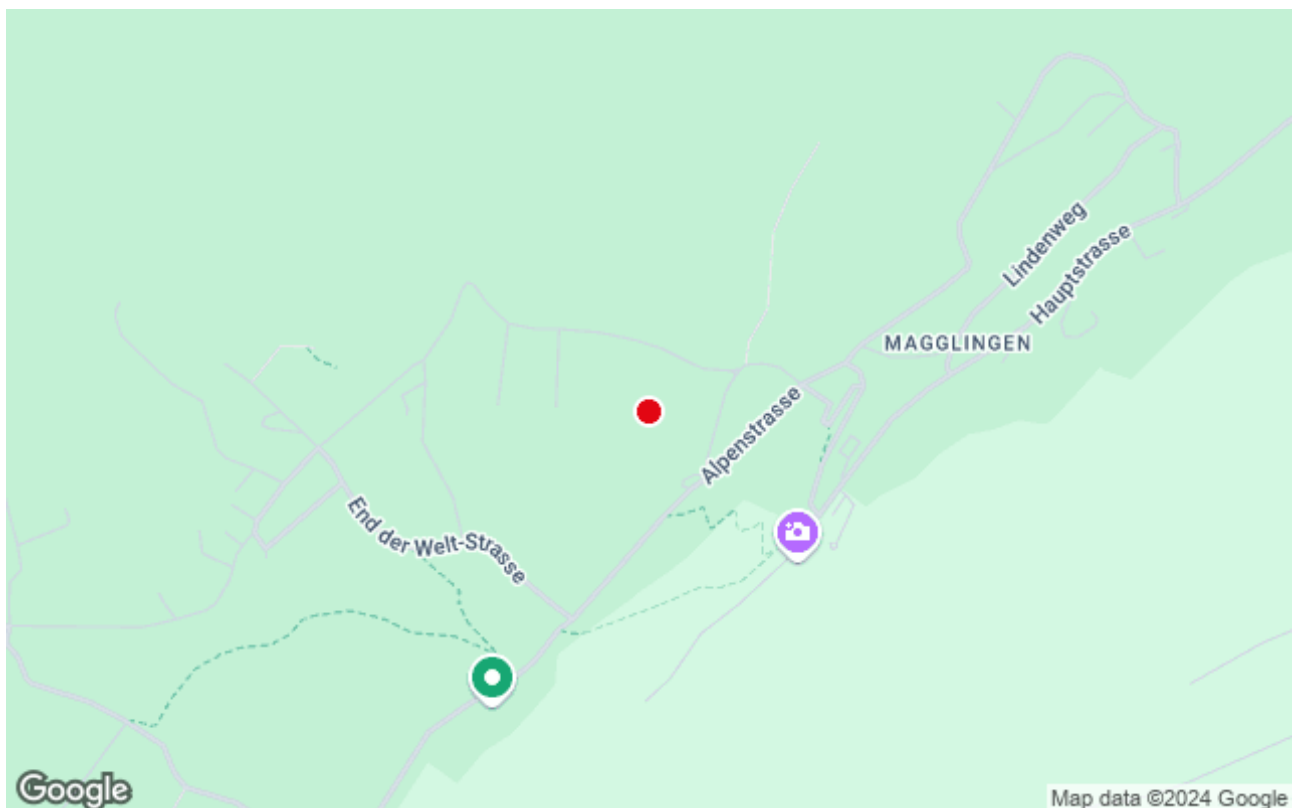 Lindenweg
Hauptstrasse
MAGGLINGEN
Alpenstrasse
End der Welt-Strasse
Google
Map data ©2024 Google